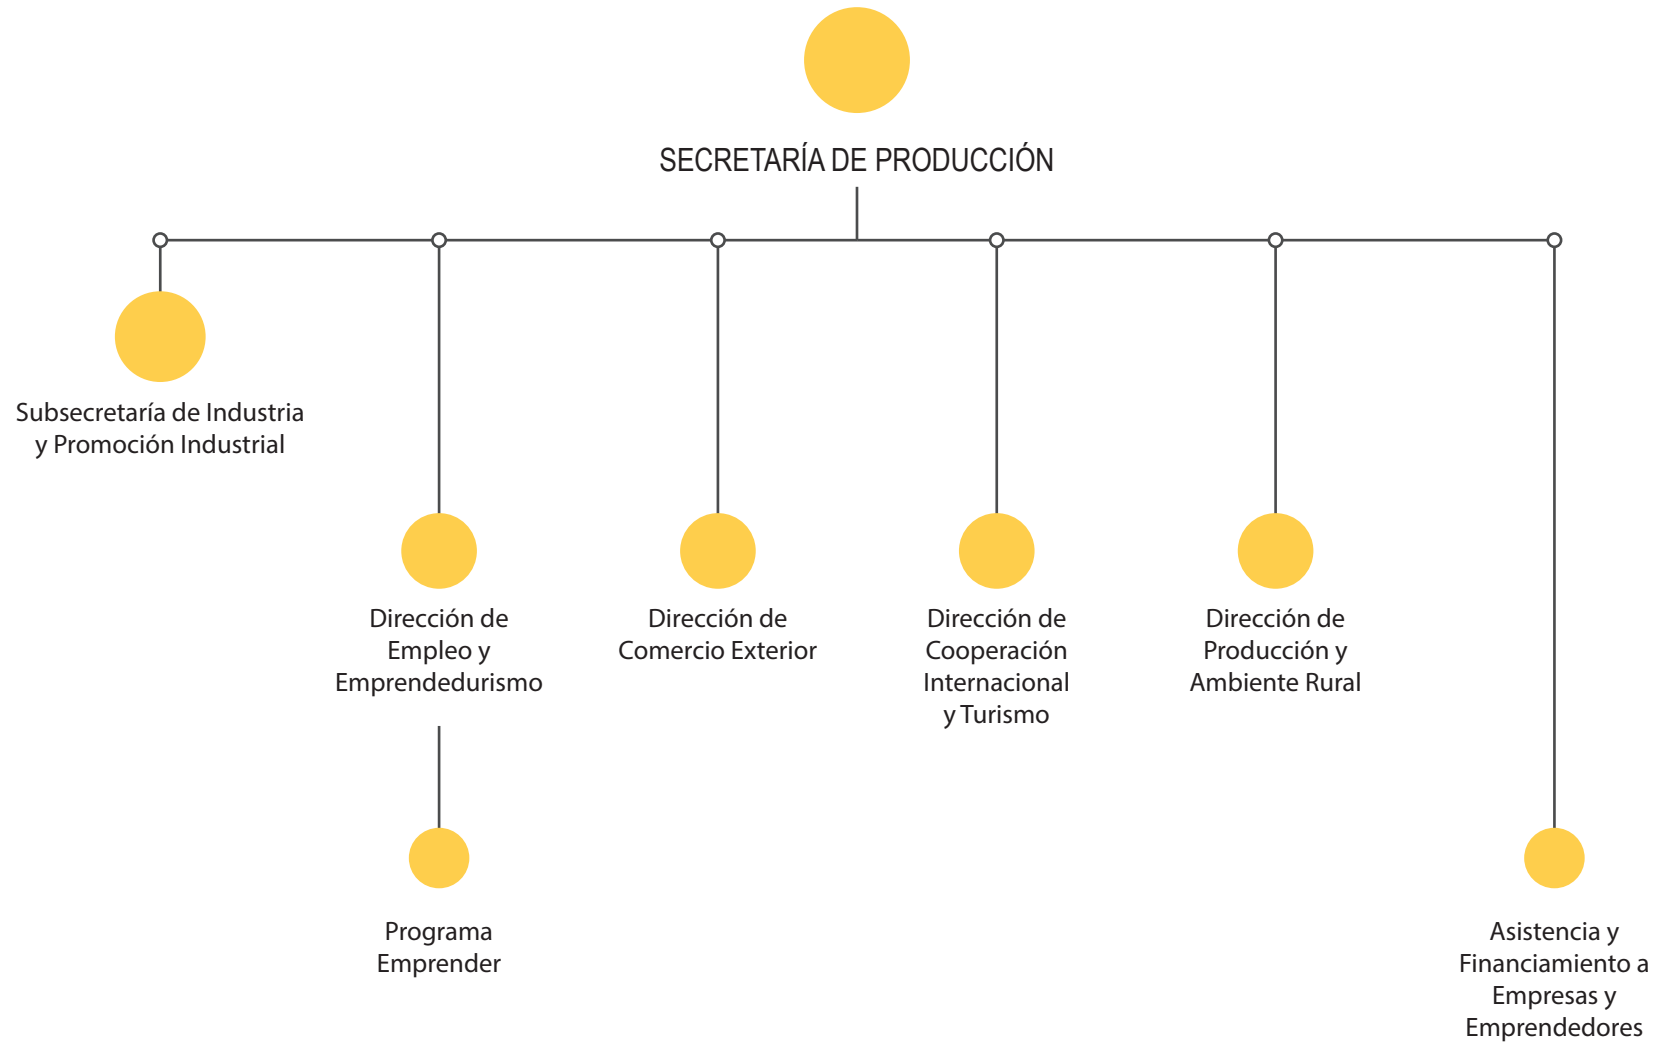 SECRETARÍA DE PRODUCCIÓN
Subsecretaría de Industria
y Promoción Industrial
Dirección de
Empleo y
Emprendedurismo
Dirección de
Comercio Exterior
Dirección de
Cooperación
Internacional
y Turismo
Dirección de
Producción y
Ambiente Rural
Programa
Emprender
Asistencia y
Financiamiento a
Empresas y
Emprendedores